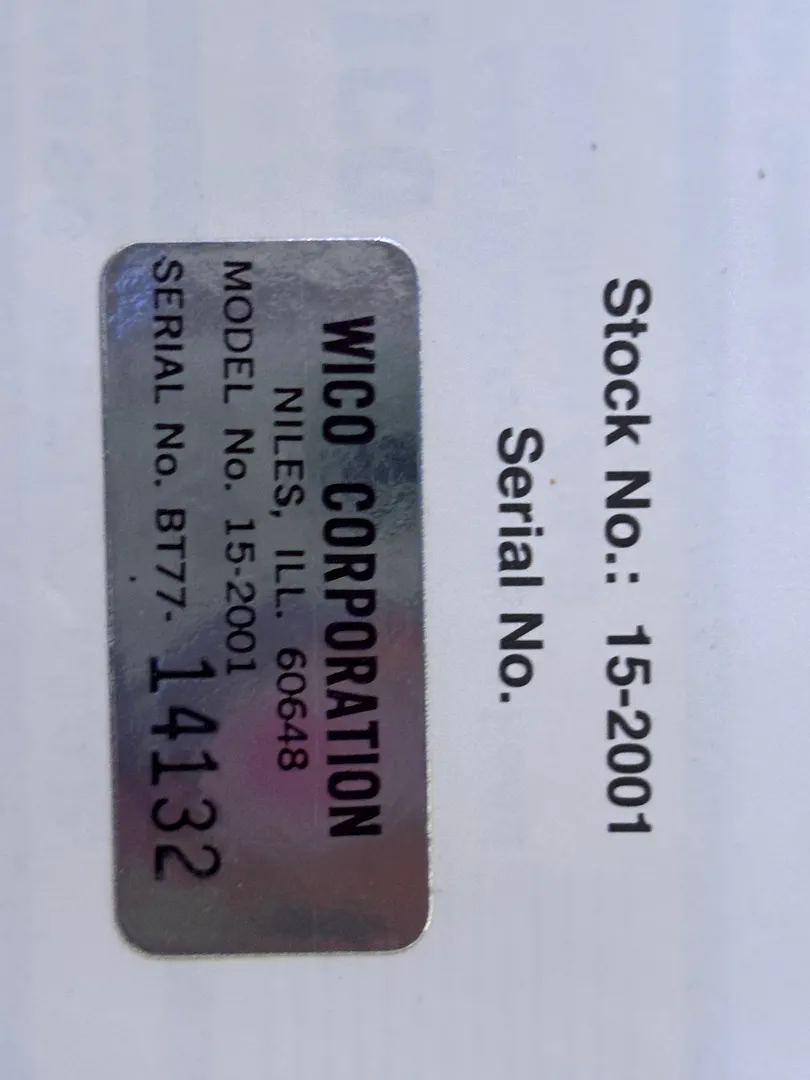 Stock No.: 15-2001
Serial No.
WICO CORPORATION
NILES, ILL. 60648
MODEL No. 15-2001
SERIAL No. BT77- 14132